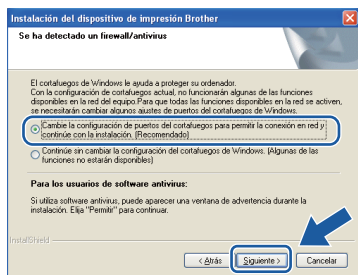 Instalación del dispositivo de impresión Brother
Se ha detectado un firewall/antivirus
El cortafuegos de Windows le ayuda a proteger su ordenador.
Con la configuración de cortafuegos actual, no funcionarán algunas de las funciones
disponibles en la red del equipo.Para que todas las funciones disponibles en la red se activen,
se necesitarán cambiar algunos ajustes de puertos del cortafuegos de Windows.
Cambie la configuración de puertos del cortafuegos para permitir la conexión en red y
continúe con la instalación. (Recomendado)
Continúe sin cambiar la configuración del cortafuegos de Windows. (Algunas de las
funciones no estarán disponibles)
Para los usuarios de software antivirus:
Si utiliza software antivirus, puede aparecer una ventana de advertencia durante la
instalación. Elija "Permitir" para continuar.
InstallShield
< Atrás Siguiente > Cancelar